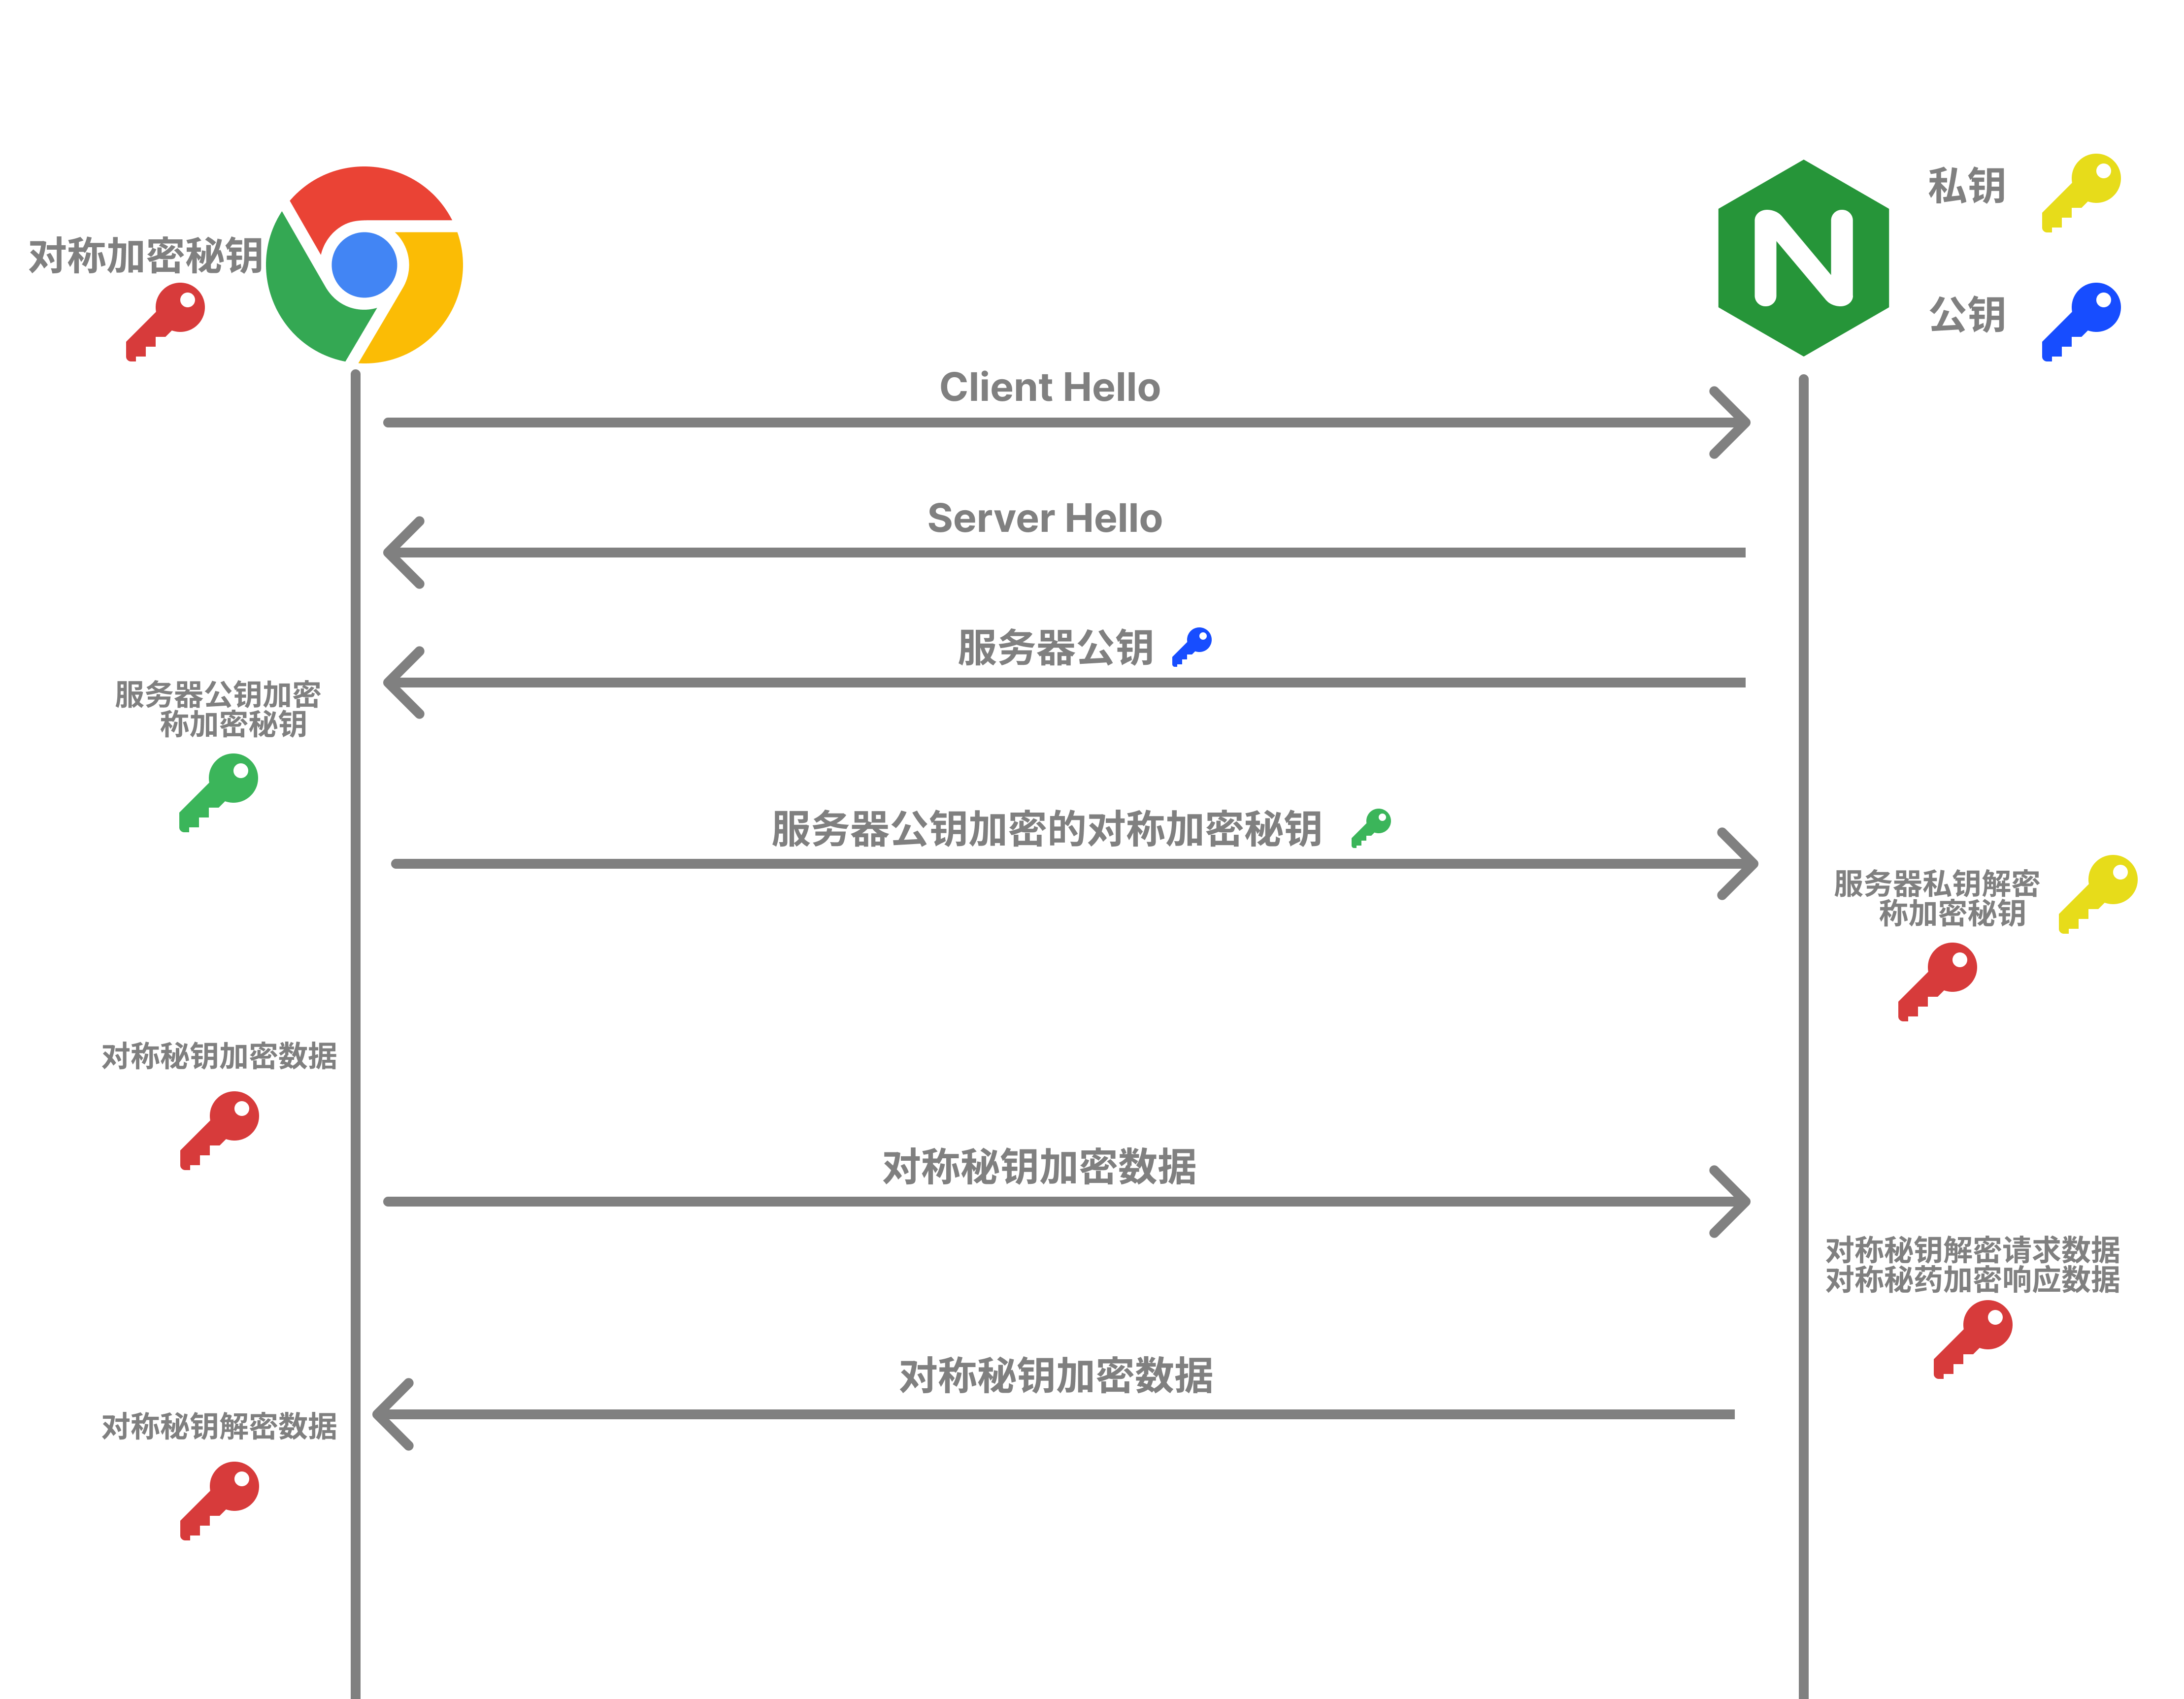 私钥
对称加密秘钥
公钥
Client Hello
Server Hello
服务器公钥
服务器公钥加密
称加密秘钥
服务器公钥加密的对称加密秘钥
服务器私钥解密
称加密秘钥
对称秘钥加密数据
对称秘钥加密数据
对称秘钥解密请求数据
对称秘药加密响应数据
对称秘钥加密数据
对称秘钥解密数据